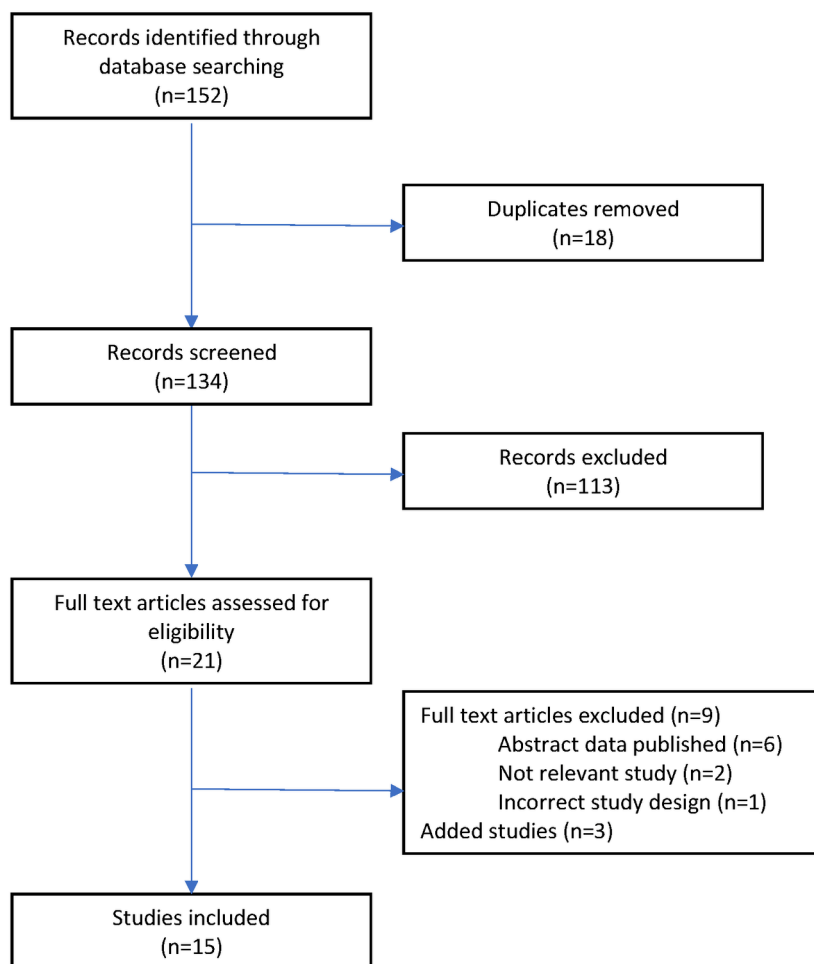 Records identified through
database searching
(n=152)
Duplicates removed
(n=18)
Records screened
(n=134)
Records excluded
(n=113)
Full text articles assessed for
eligibility
(n=21)
Full text articles excluded (n=9)
Abstract data published (n=6)
Not relevant study (n=2)
Incorrect study design (n=1)
Added studies (n=3)
Studies included
(n=15)